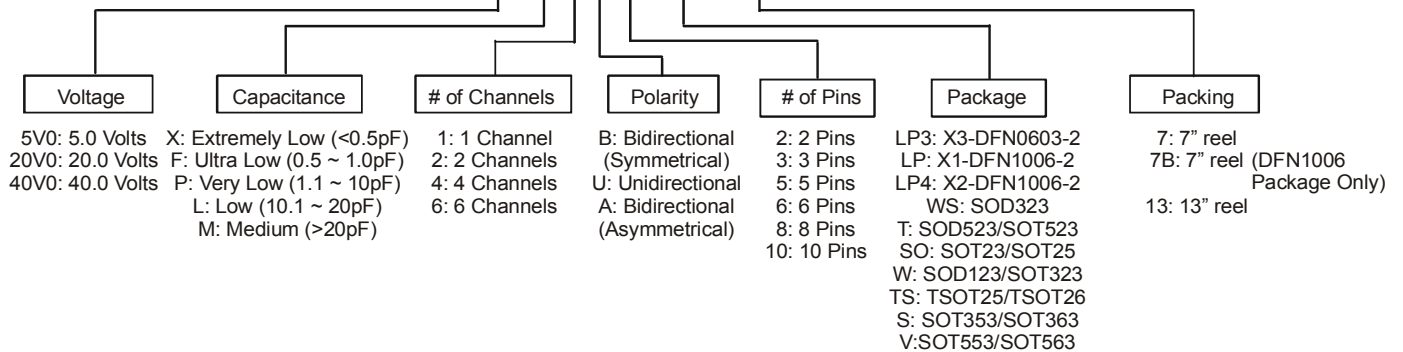 Voltage
5V0: 5.0 Volts
20V0: 20.0 Volts
40V0: 40.0 Volts
Capacitance
X: Extremely Low (<0.5pF)
F: Ultra Low (0.5 ~ 1.0pF)
P: Very Low (1.1 ~ 10pF)
L: Low (10.1 ~ 20pF)
M: Medium (>20pF)
# of Channels
1: 1 Channel
2: 2 Channels
4: 4 Channels
6: 6 Channels
Polarity
B: Bidirectional
(Symmetrical)
U: Unidirectional
A: Bidirectional
(Asymmetrical)
# of Pins
2: 2 Pins
3: 3 Pins
5: 5 Pins
6: 6 Pins
8: 8 Pins
10: 10 Pins
Package
LP3: X3-DFN0603-2
LP: X1-DFN1006-2
LP4: X2-DFN1006-2
WS: SOD323
T: SOD523/SOT523
SO: SOT23/SOT25
W: SOD123/SOT323
TS: TSOT25/TSOT26
S: SOT353/SOT363
V:SOT553/SOT563
Packing
7: 7” reel
7B: 7” reel (DFN1006
Package Only)
13: 13” reel